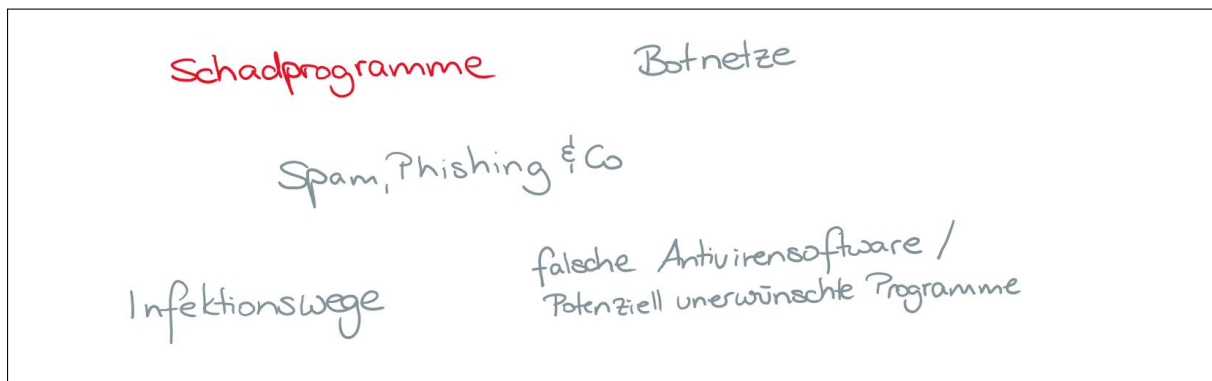 Schadprogramme
Botnetze
Spam, Phishing & Co
falsche Antivirensoftware /
Potenziell unerwünschte Programme
Infektionswege